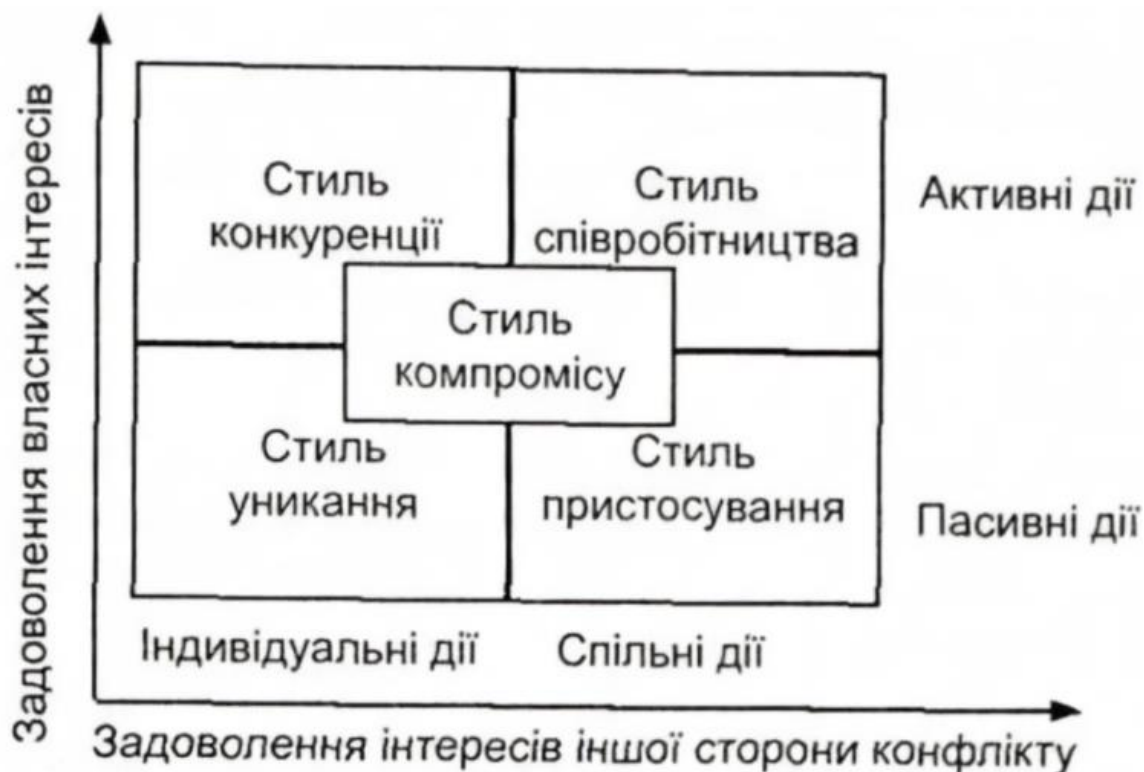 Задоволення власних інтересів
Стиль
конкуренції
Стиль
співробітництва
Активні дії
Стиль
компромісу
Стиль
уникання
Стиль
пристосування
Пасивні дії
Індивідуальні дії
Спільні дії
Задоволення інтересів іншої сторони конфлікту